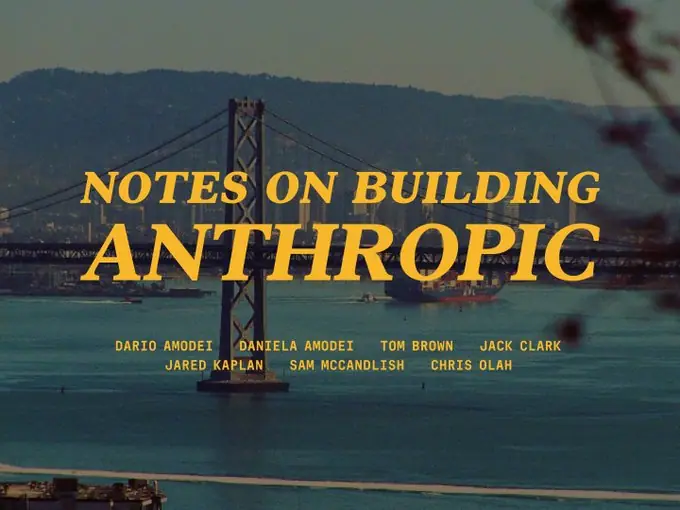 NOTES ON BUILDING
ANTHROPIC
DARIO AMODEI DANIELA AMODEI TOM BROWN JACK CLARK
JARED KAPLAN SAM MCCANDLISH CHRIS OLAH